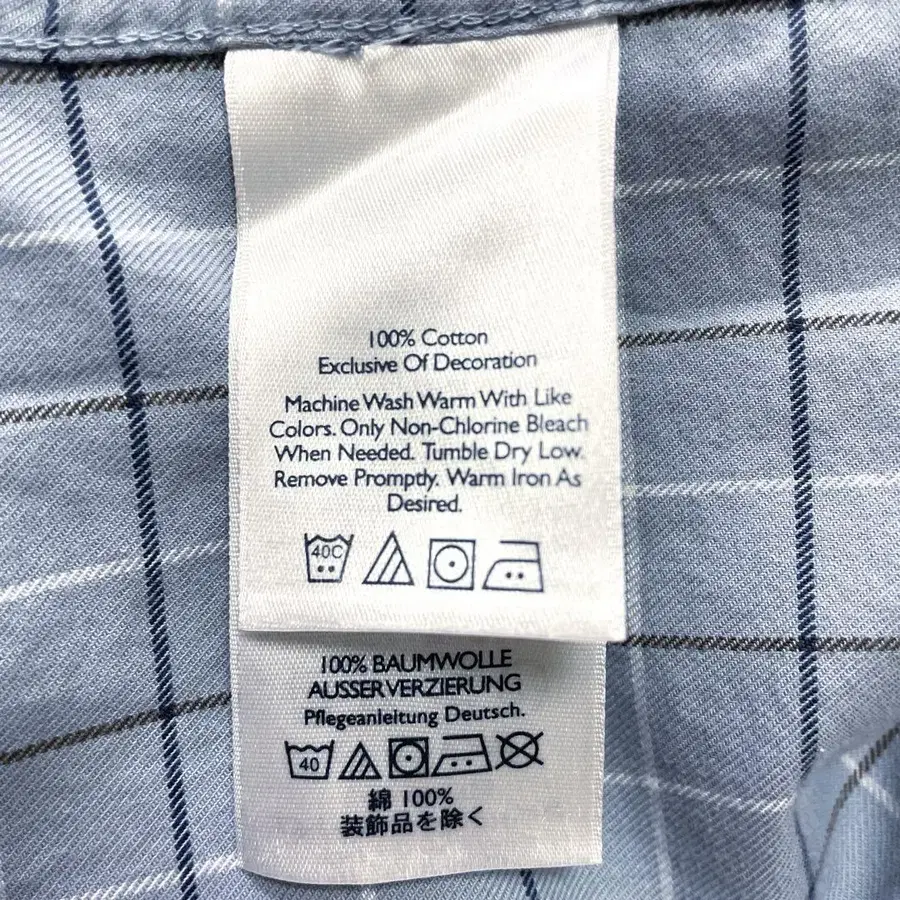 100% Cotton
Exclusive Of Decoration
Machine Wash Warm With Like
Colors. Only Non-Chlorine Bleach
When Needed. Tumble Dry Low.
Remove Promptly. Warm Iron As
Desired.
40C
100% BAUMWOLLE
AUSSER VERZIERUNG
Pflegeanleitung Deutsch.
40
綿 100%
装飾品を除く